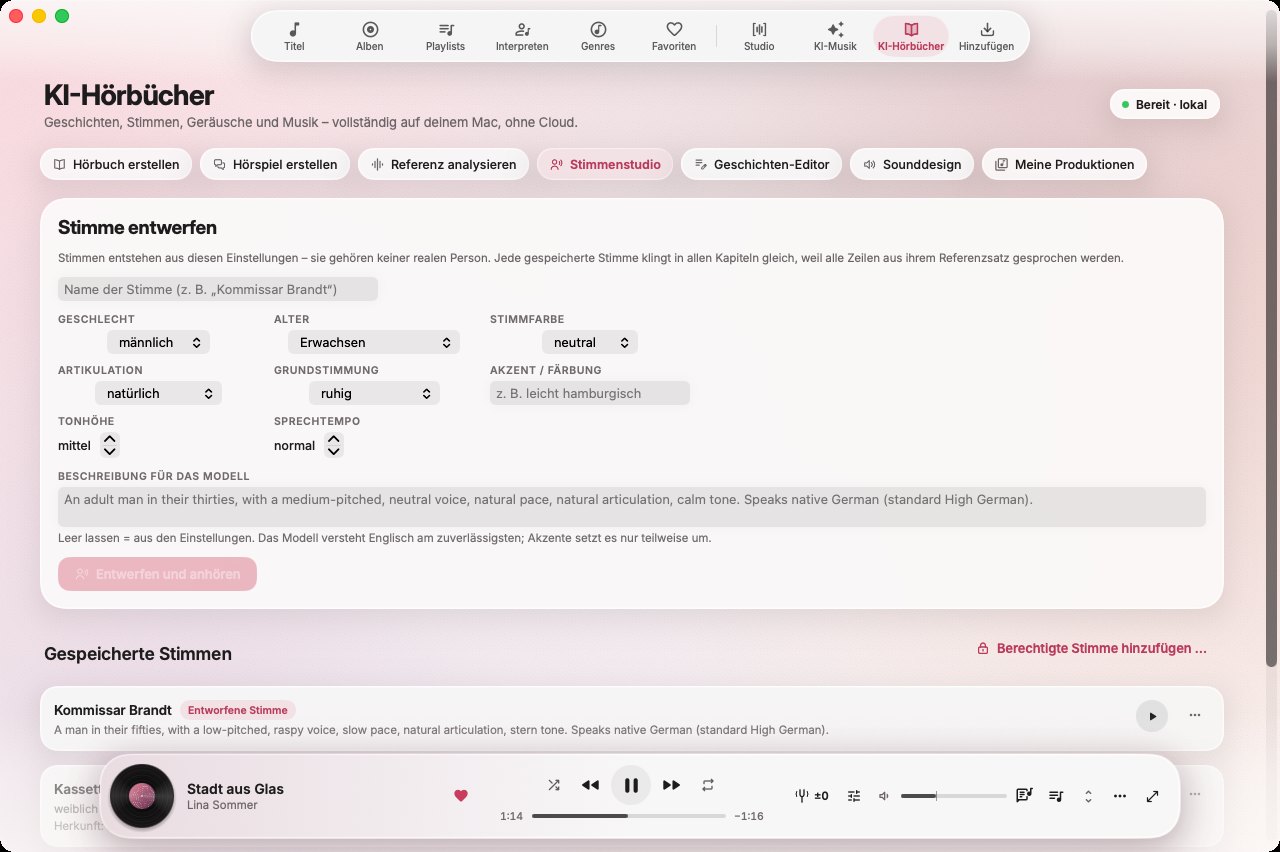 Titel Alben Playlists Interpreten Genres Favoriten Studio KI-Musik KI-Hörbücher Hinzufügen
KI-Hörbücher
Bereit · lokal
Geschichten, Stimmen, Geräusche und Musik – vollständig auf deinem Mac, ohne Cloud.
Hörbuch erstellen Hörspiel erstellen Referenz analysieren Stimmenstudio Geschichten-Editor Sounddesign Meine Produktionen
Stimme entwerfen
Stimmen entstehen aus diesen Einstellungen – sie gehören keiner realen Person. Jede gespeicherte Stimme klingt in allen Kapiteln gleich, weil alle Zeilen aus ihrem Referenzsatz gesprochen werden.
Name der Stimme (z. B. „Kommissar Brandt“)
GESCHLECHT ALTER STIMMFARBE
männlich Erwachsen neutral
ARTIKULATION GRUNDSTIMMUNG AKZENT / FÄRBUNG
natürlich ruhig z. B. leicht hamburgisch
TONHÖHE SPRECHTEMPO
mittel normal
BESCHREIBUNG FÜR DAS MODELL
An adult man in their thirties, with a medium-pitched, neutral voice, natural pace, natural articulation, calm tone. Speaks native German (standard High German).
Leer lassen = aus den Einstellungen. Das Modell versteht Englisch am zuverlässigsten; Akzente setzt es nur teilweise um.
Entwerfen und anhören
Gespeicherte Stimmen
Berechtigte Stimme hinzufügen ...
Kommissar Brandt Entworfene Stimme
A man in their fifties, with a low-pitched, raspy voice, slow pace, natural articulation, stern tone. Speaks native German (standard High German).
weiblich
Herkunft:
Stadt aus Glas
Lina Sommer
±0
1:14 −1:16